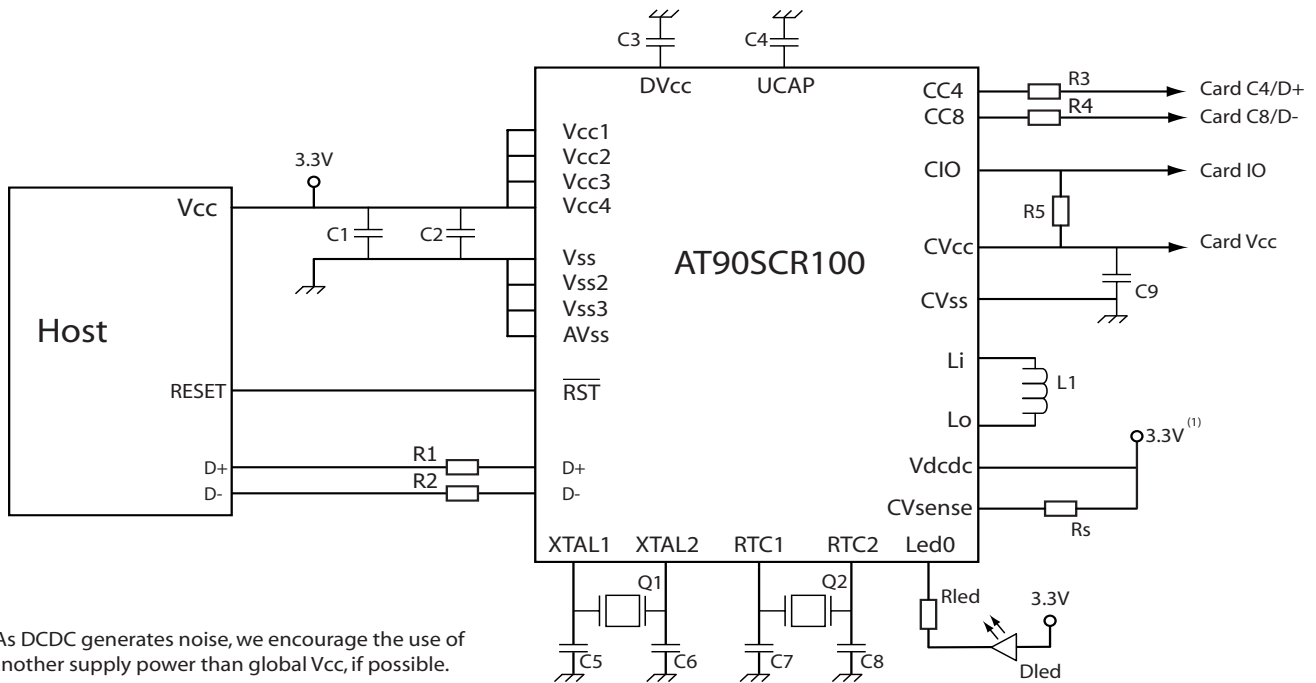 C3
C4
DVcc
UCAP
CC4
R3
Card C4/D+
CC8
R4
Card C8/D-
Vcc1
Vcc2
Vcc3
Vcc4
3.3V
Vcc
C1
C2
CIO
Card IO
R5
CVcc
Card Vcc
C9
CVss
Vss
Vss2
Vss3
AVss
AT90SCR100
Host
Li
L1
Lo
RESET
RST
3.3V (1)
Vdcdc
D+
R1
D+
D-
R2
D-
CVsense
Rs
XTAL1
XTAL2
RTC1
RTC2
Led0
Q1
Q2
Rled
3.3V
C5
C6
C7
C8
Dled
As DCDC generates noise, we encourage the use of
nother supply power than global Vcc, if possible.